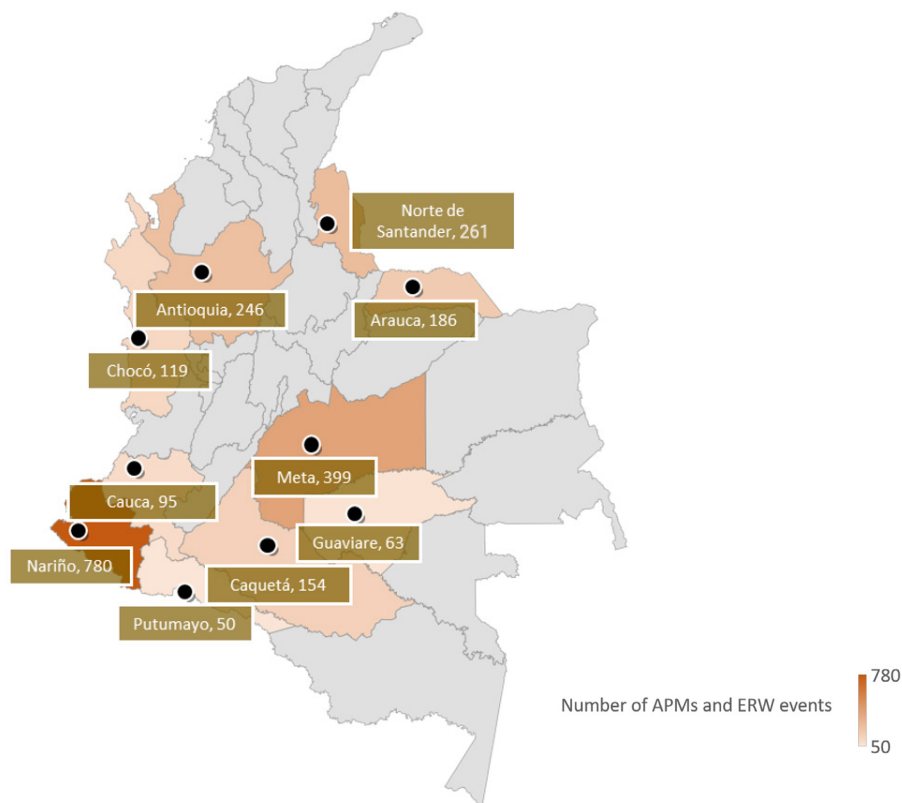 Norte de
Santander, 261
Antioquia, 246
Arauca, 186
Chocó, 119
Meta, 399
Cauca, 95
Guaviare, 63
Nariño, 780
Caquetá, 154
Putumayo, 50
780
Number of APMs and ERW events
50